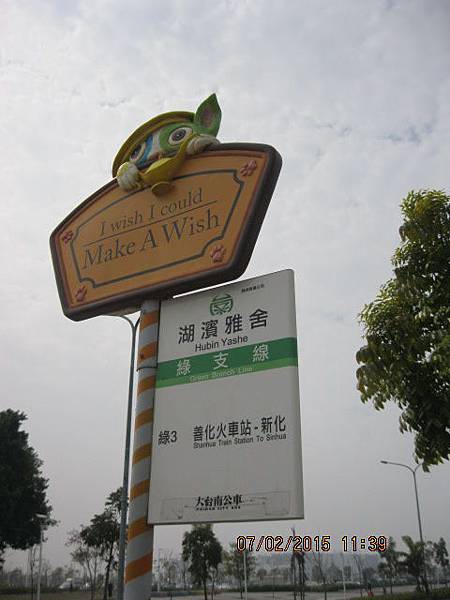 I wish I could
Make A Wish
湖濱雅舍
Hubin Yashe
綠支線
Green Branch Line
綠3
善化火車站-新化
Shanhua Train Station To Sinhua
大台南公車
07/02/2015 11:39